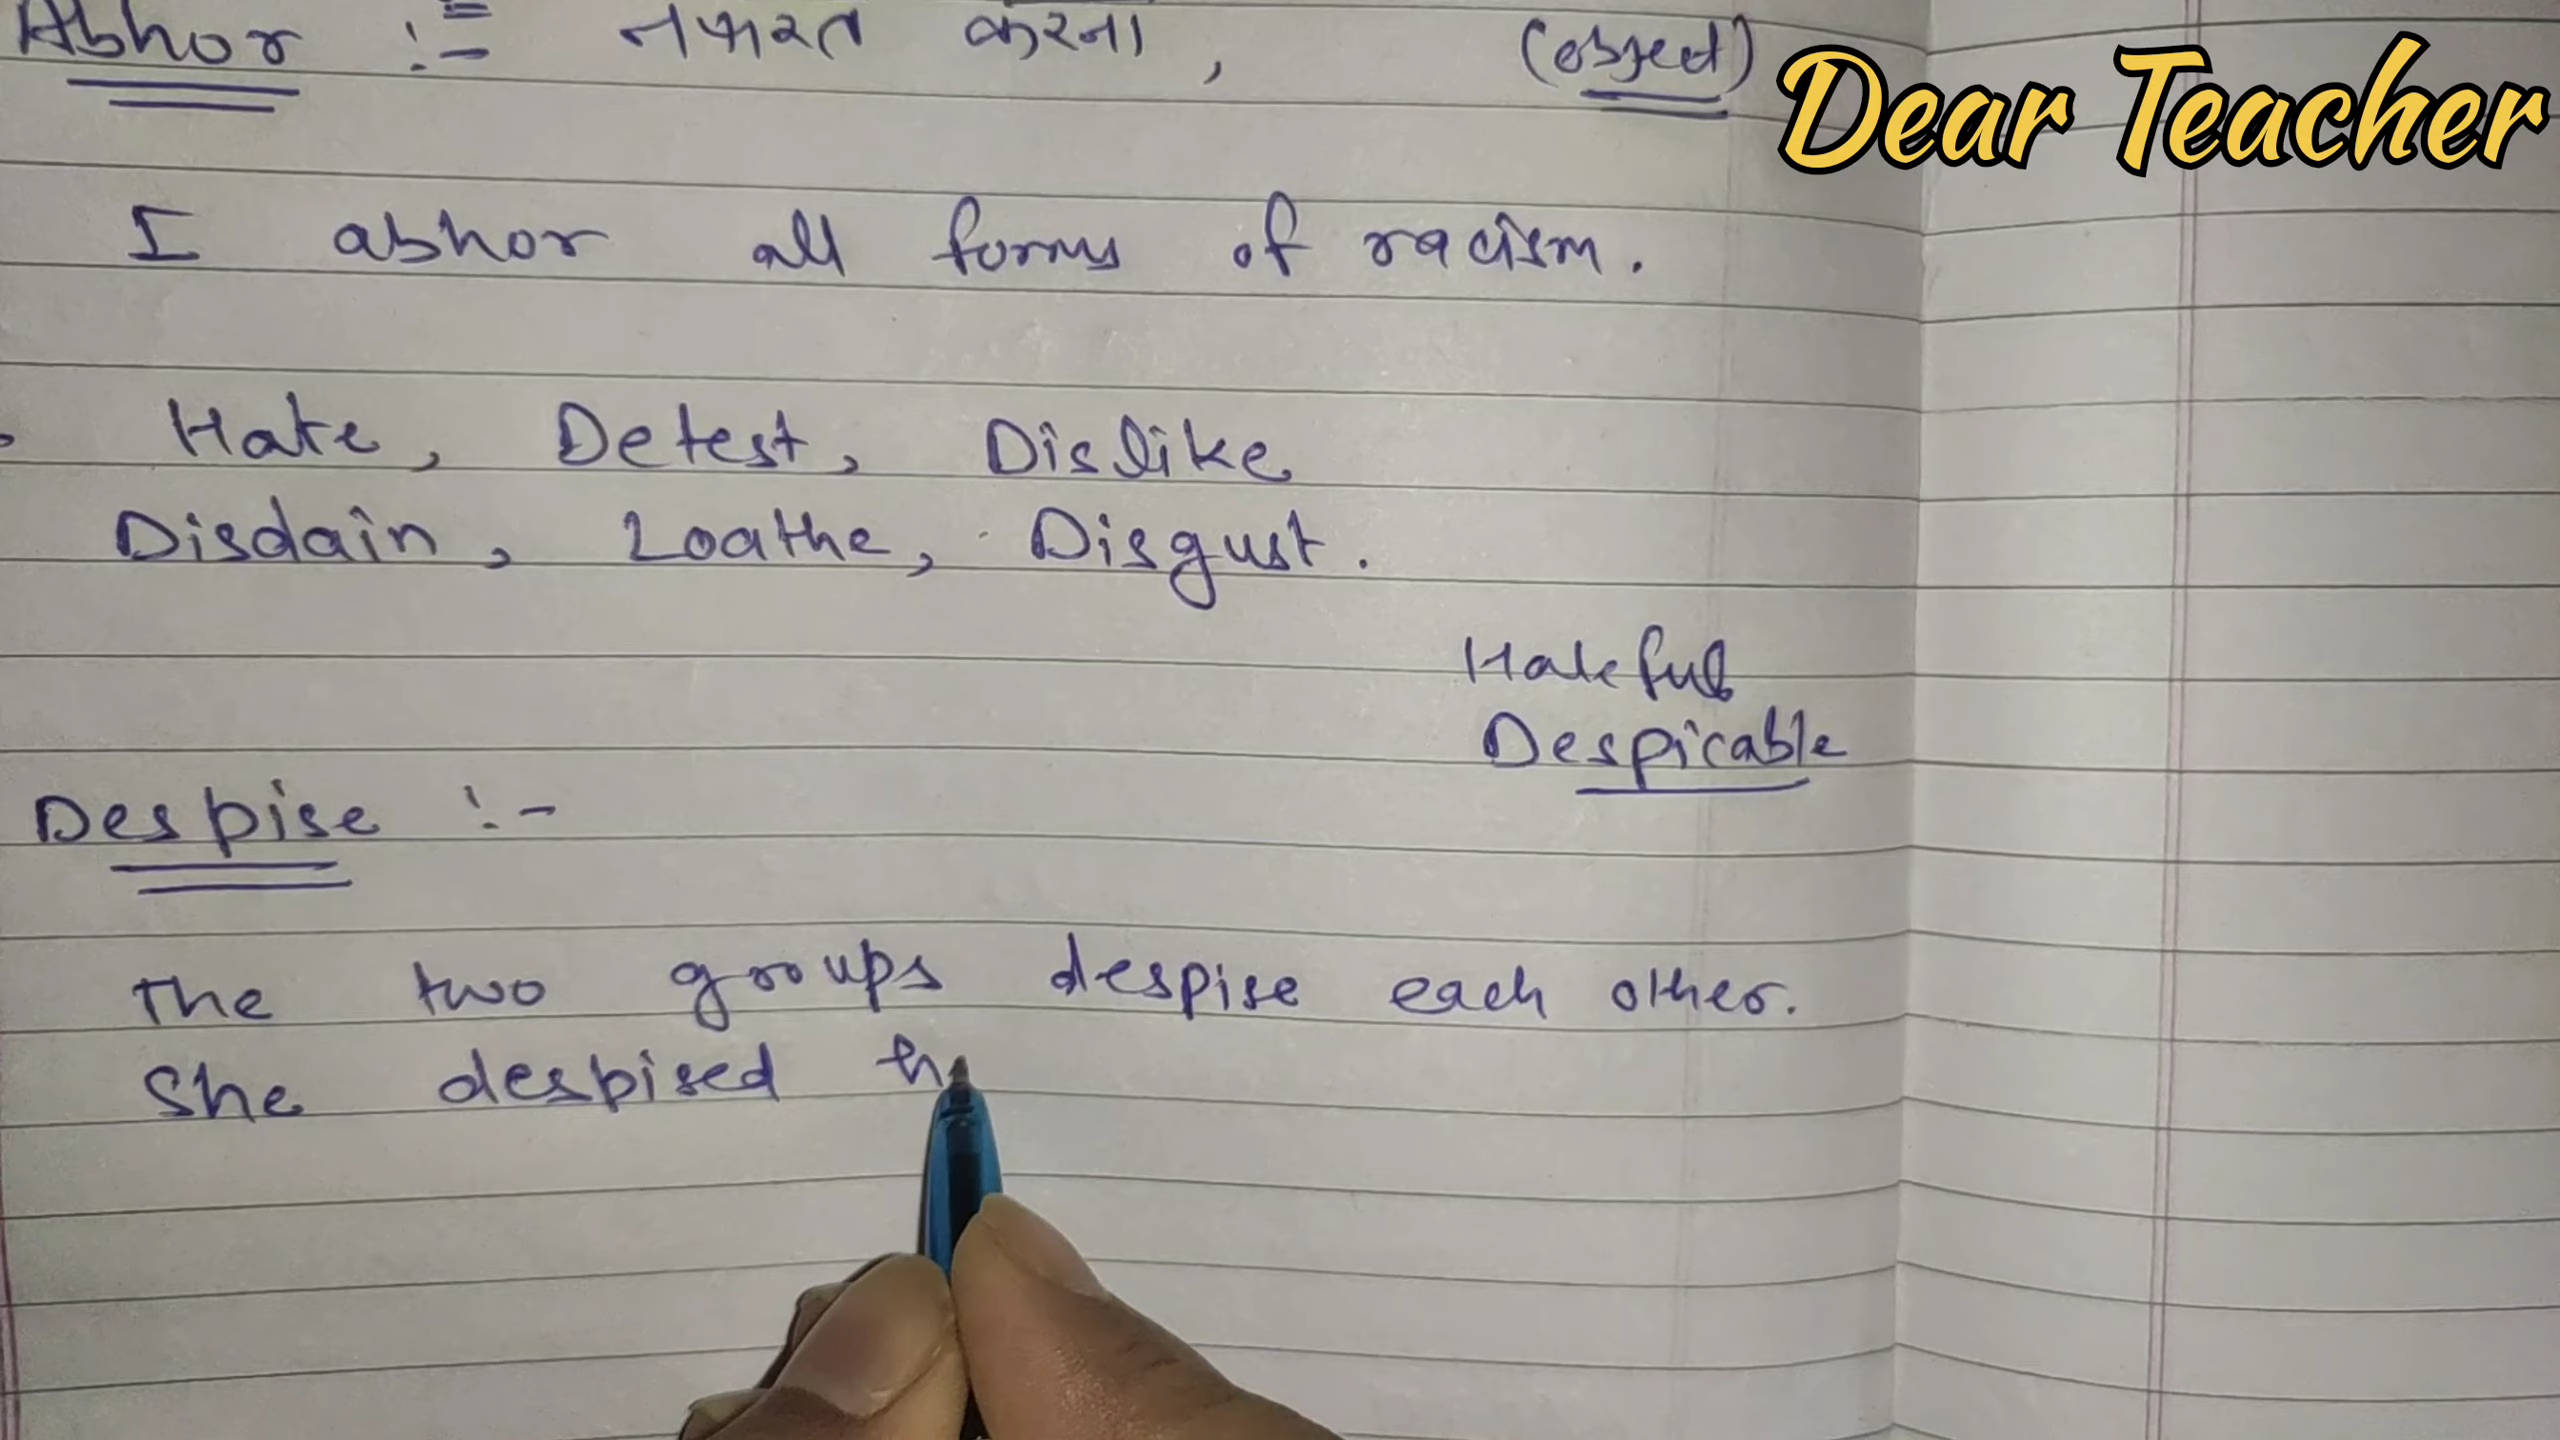 Abhor :- नफरत करना, (object)
Dear Teacher
I abhor all forms of racism.
Hate, Detest, Dislike
Disdain, Loathe, Disgust.
Hateful
Despicable
Despise :-
The two groups despise each other.
She despised